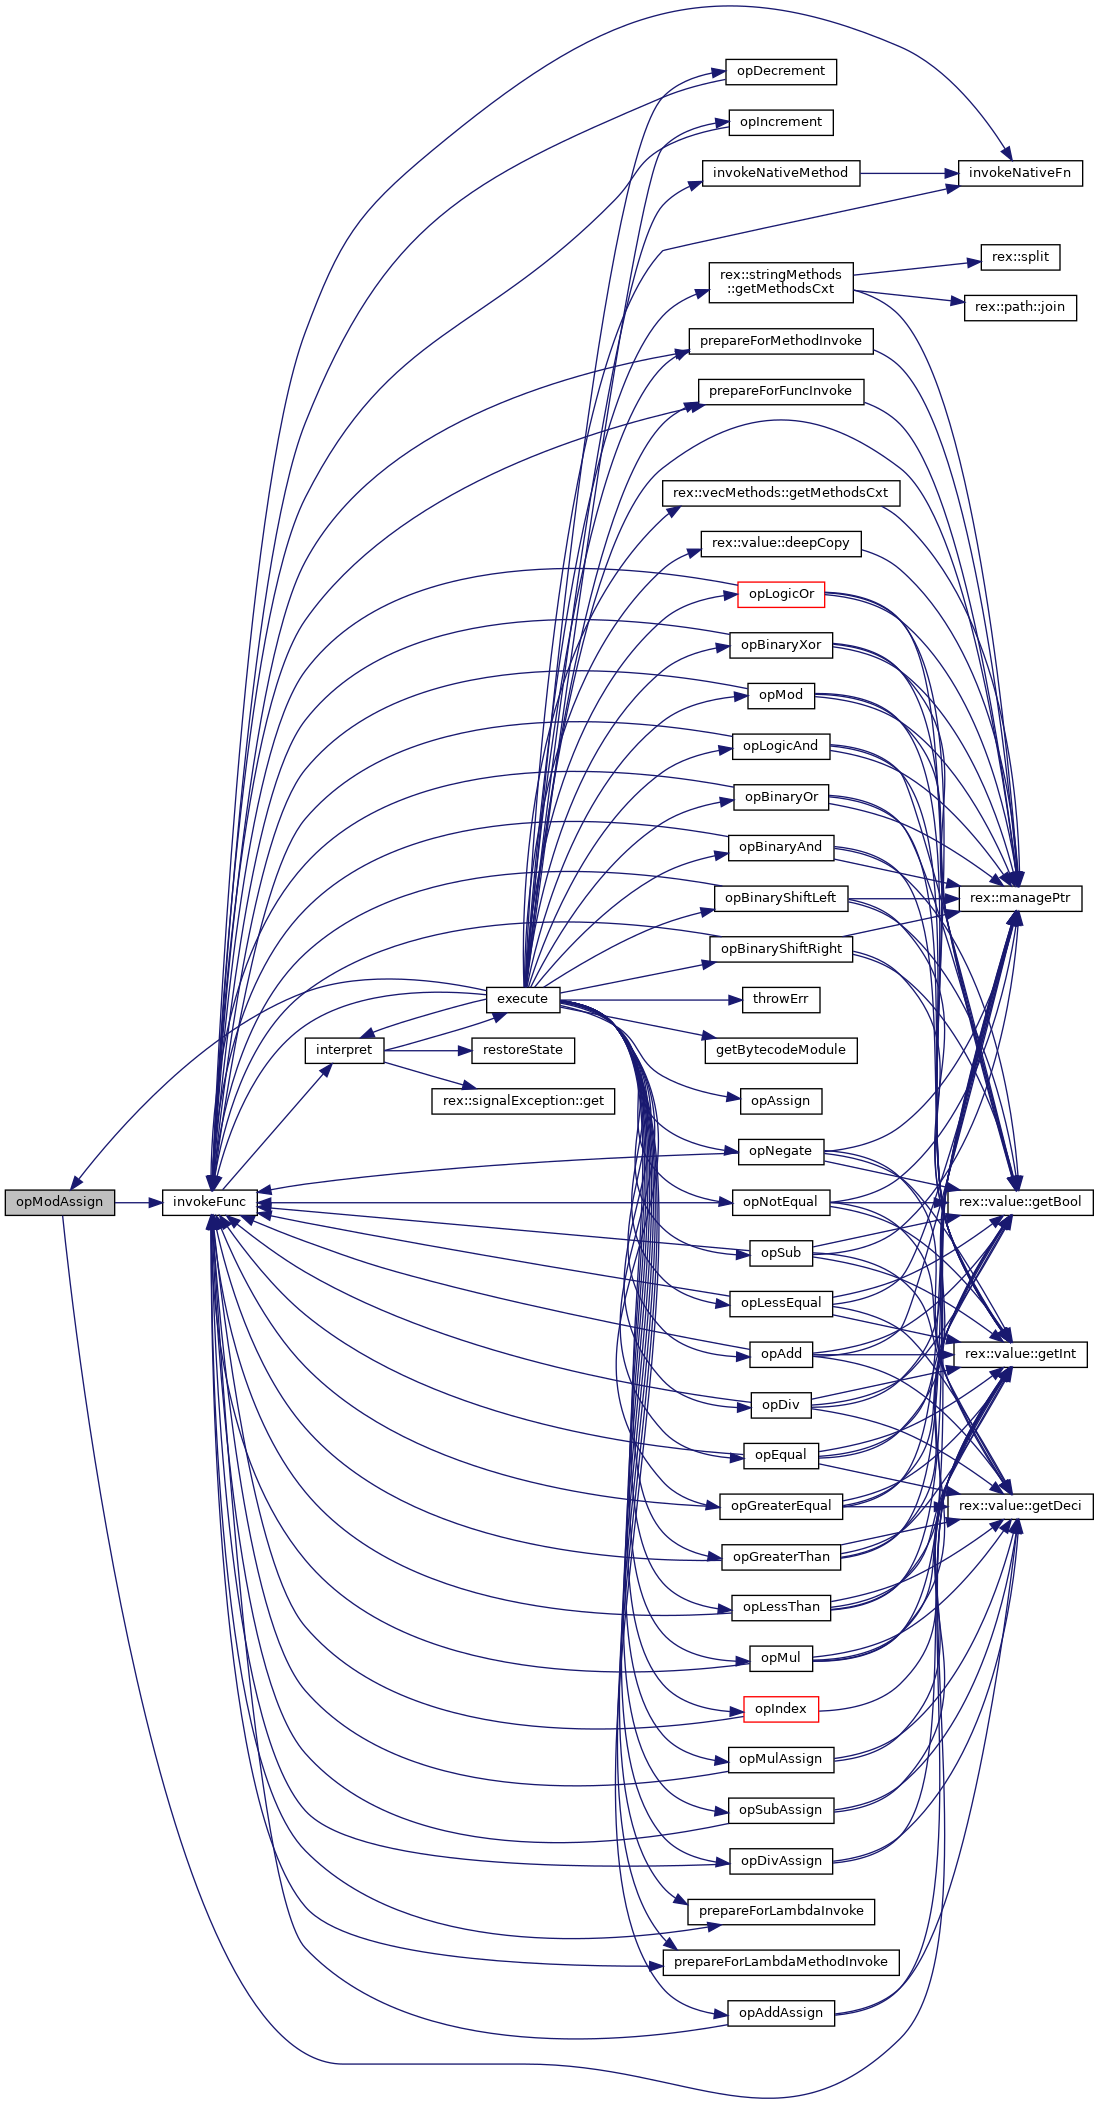 opDecrement
opIncrement
invokeNativeMethod
invokeNativeFn
rex::stringMethods
::getMethodsCxt
rex::split
rex::path::join
prepareForMethodInvoke
prepareForFuncInvoke
rex::vecMethods::getMethodsCxt
rex::value::deepCopy
opLogicOr
opBinaryXor
opMod
opLogicAnd
opBinaryOr
opBinaryAnd
opBinaryShiftLeft
rex::managePtr
opBinaryShiftRight
execute
throwErr
interpret
restoreState
getBytecodeModule
rex::signalException::get
opAssign
opNegate
opModAssign
invokeFunc
opNotEqual
rex::value::getBool
opSub
opLessEqual
opAdd
rex::value::getInt
opDiv
opEqual
opGreaterEqual
rex::value::getDeci
opGreaterThan
opLessThan
opMul
opIndex
opMulAssign
opSubAssign
opDivAssign
prepareForLambdaInvoke
prepareForLambdaMethodInvoke
opAddAssign